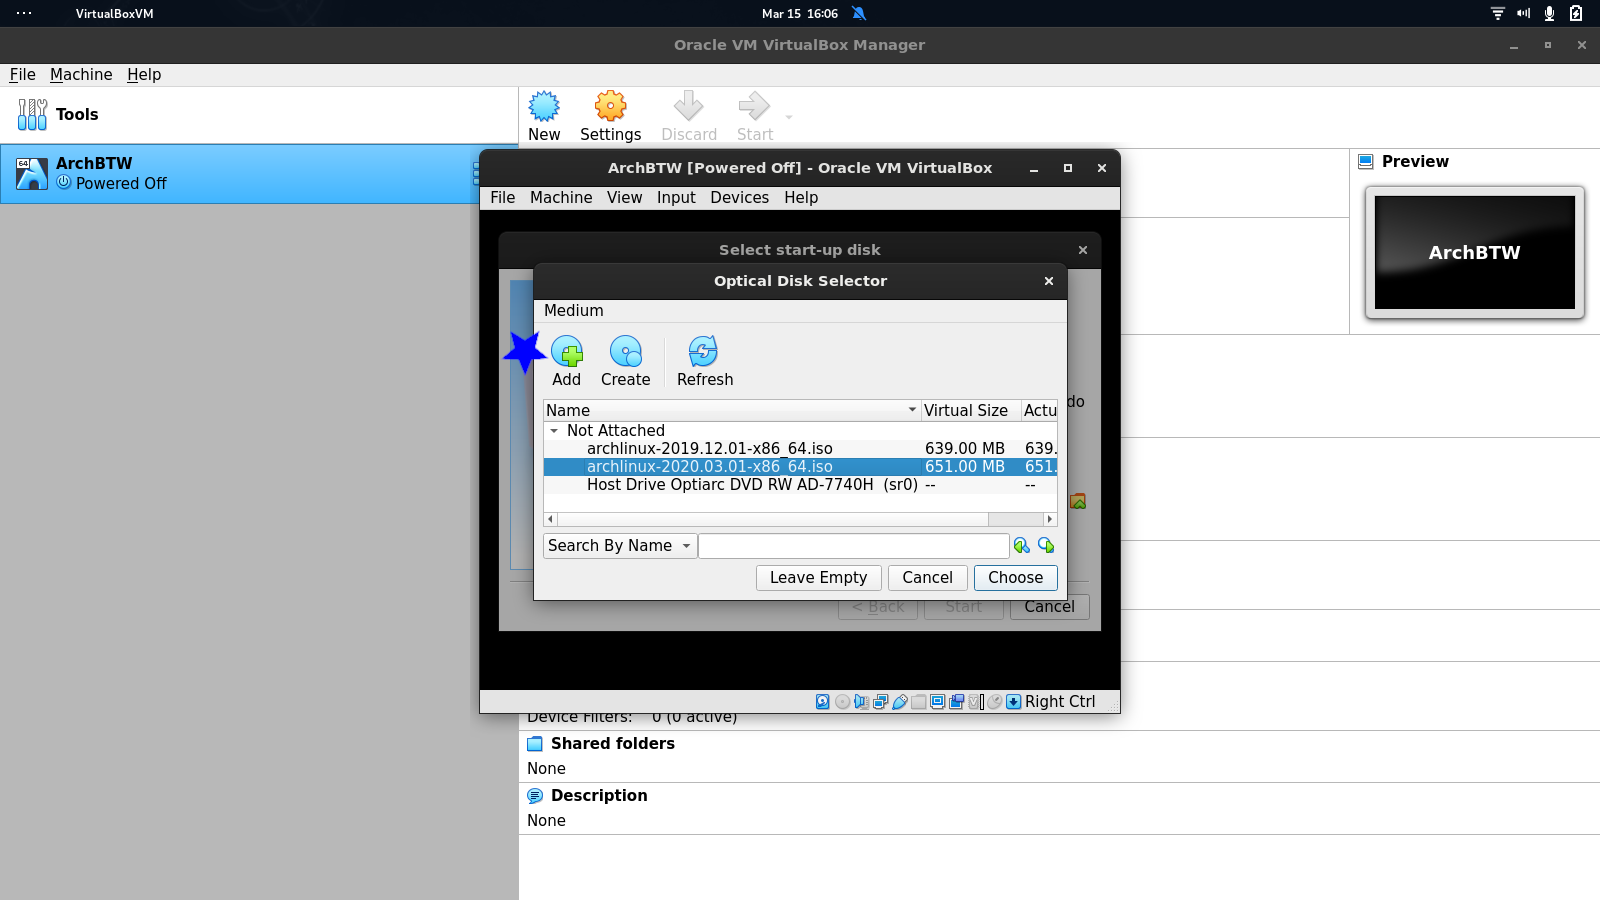 VirtualBoxVM
Mar 15 16:06
Oracle VM VirtualBox Manager
File Machine Help
Tools
New Settings Discard Start
64
ArchBTW
Powered Off
ArchBTW [Powered Off] - Oracle VM VirtualBox
File Machine View Input Devices Help
Preview
ArchBTW
Select start-up disk
Optical Disk Selector
Medium
Add Create Refresh
do
Name Virtual Size Actu
Not Attached
archlinux-2019.12.01-x86_64.iso 639.00 MB 639.
archlinux-2020.03.01-x86_64.iso 651.00 MB 651.
Host Drive Optiarc DVD RW AD-7740H (sr0) -- --
Search By Name
Leave Empty Cancel Choose
< Back Start Cancel
Right Ctrl
Device Filters: 0 (0 active)
Shared folders
None
Description
None